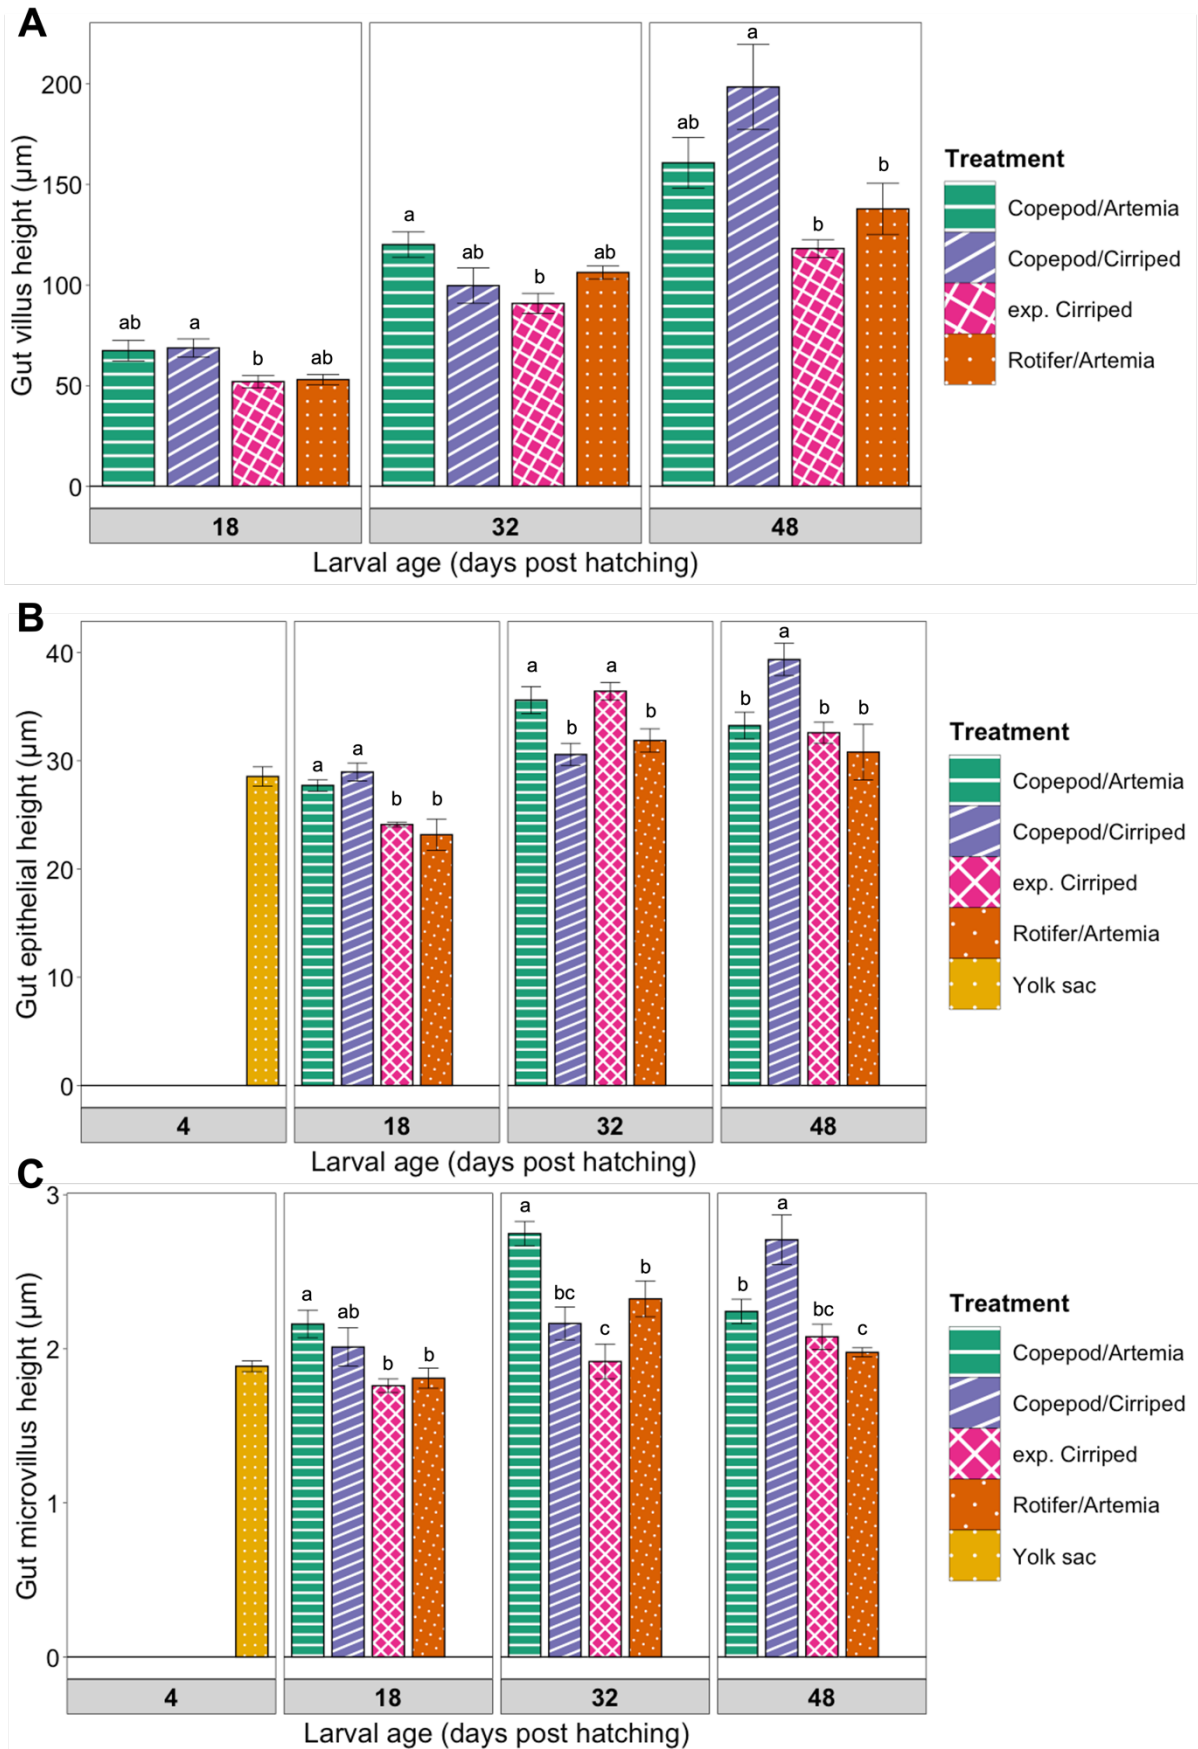 A
Gut villus height (μm)
200
150
100
50
0
ab
a
b
ab
a
ab
b
ab
ab
a
b
b
18
32
48
Larval age (days post hatching)
Treatment
Copepod/Artemia
Copepod/Cirriped
exp. Cirriped
Rotifer/Artemia
B
Gut epithelial height (μm)
40
30
20
10
0
a
a
b
b
a
b
a
b
b
a
b
b
4
18
32
48
Larval age (days post hatching)
Treatment
Copepod/Artemia
Copepod/Cirriped
exp. Cirriped
Rotifer/Artemia
Yolk sac
C
Gut microvillus height (μm)
3
2
1
0
a
ab
b
b
a
bc
c
b
b
a
bc
c
4
18
32
48
Larval age (days post hatching)
Treatment
Copepod/Artemia
Copepod/Cirriped
exp. Cirriped
Rotifer/Artemia
Yolk sac